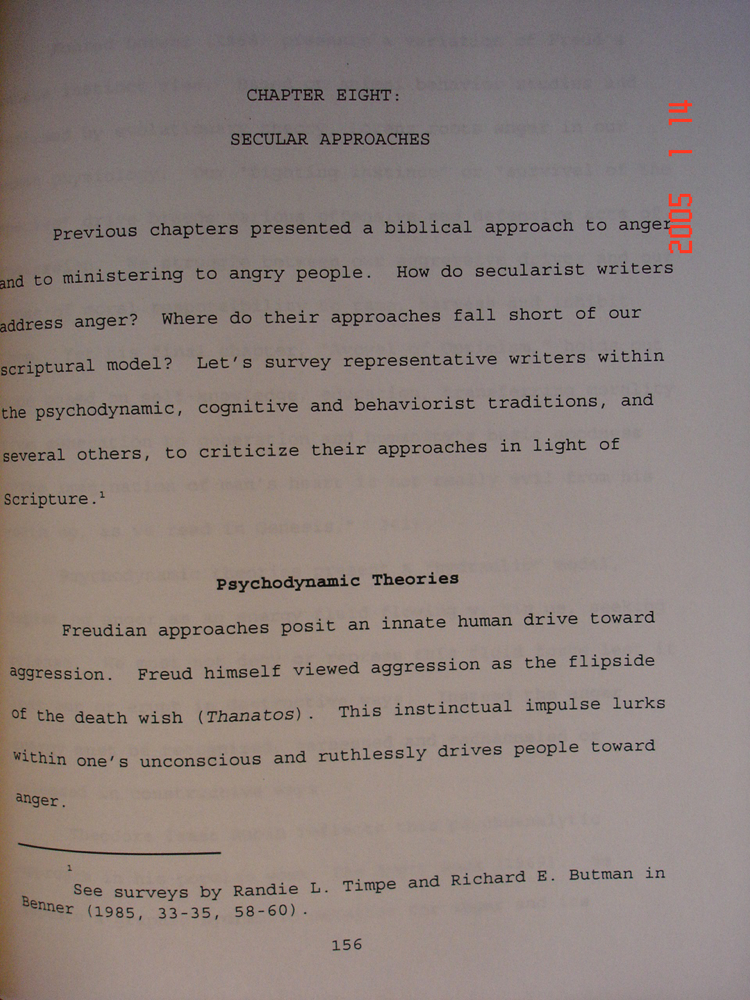 CHAPTER EIGHT:
SECULAR APPROACHES
Previous chapters presented a biblical approach to anger
and to ministering to angry people. How do secularist writers
address anger? Where do their approaches fall short of our
scriptural model? Let's survey representative writers within
the psychodynamic, cognitive and behaviorist traditions, and
several others, to criticize their approaches in light of
Scripture.¹
Psychodynamic Theories
Freudian approaches posit an innate human drive toward
aggression. Freud himself viewed aggression as the flipside
of the death wish (Thanatos). This instinctual impulse lurks
within one's unconscious and ruthlessly drives people toward
anger.
¹
See surveys by Randie L. Timpe and Richard E. Butman in
Benner (1985, 33-35, 58-60).
156
2005 1 14